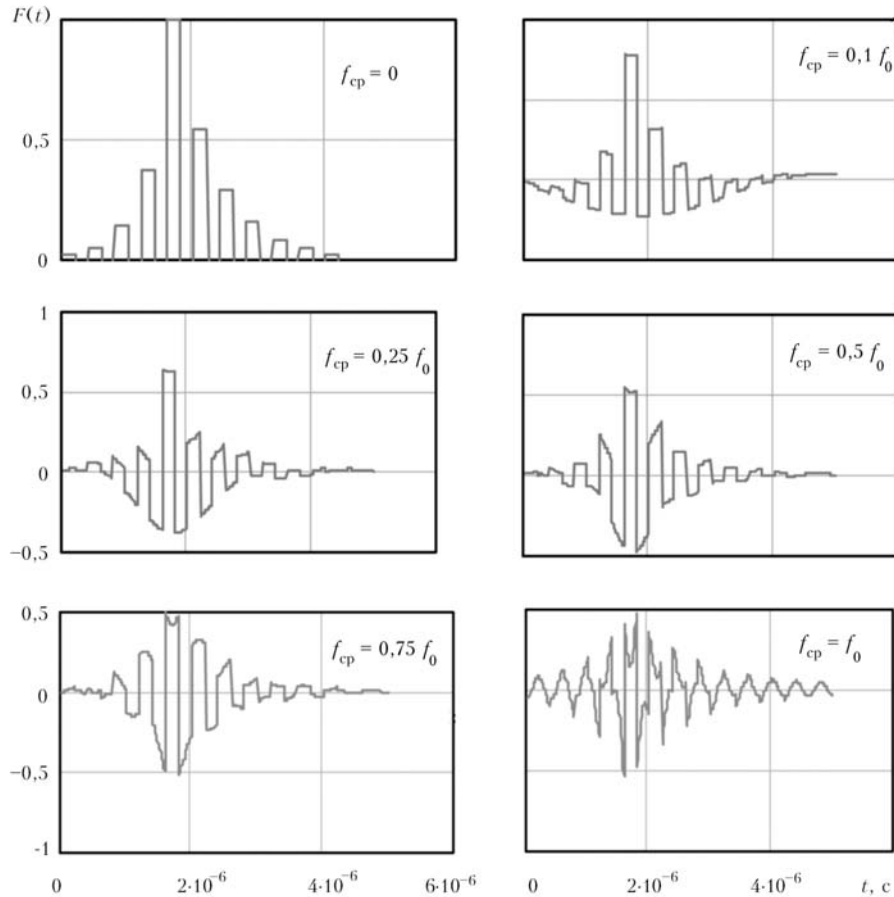 F(t)
f_cp = 0
0,5
0
f_cp = 0,1 f_0
1
0,5
0
−0,5
f_cp = 0,25 f_0
f_cp = 0,5 f_0
0,5
0
−0,5
-1
f_cp = 0,75 f_0
f_cp = f_0
0 2·10⁻⁶ 4·10⁻⁶ 6·10⁻⁶
0 2·10⁻⁶ 4·10⁻⁶ t, c